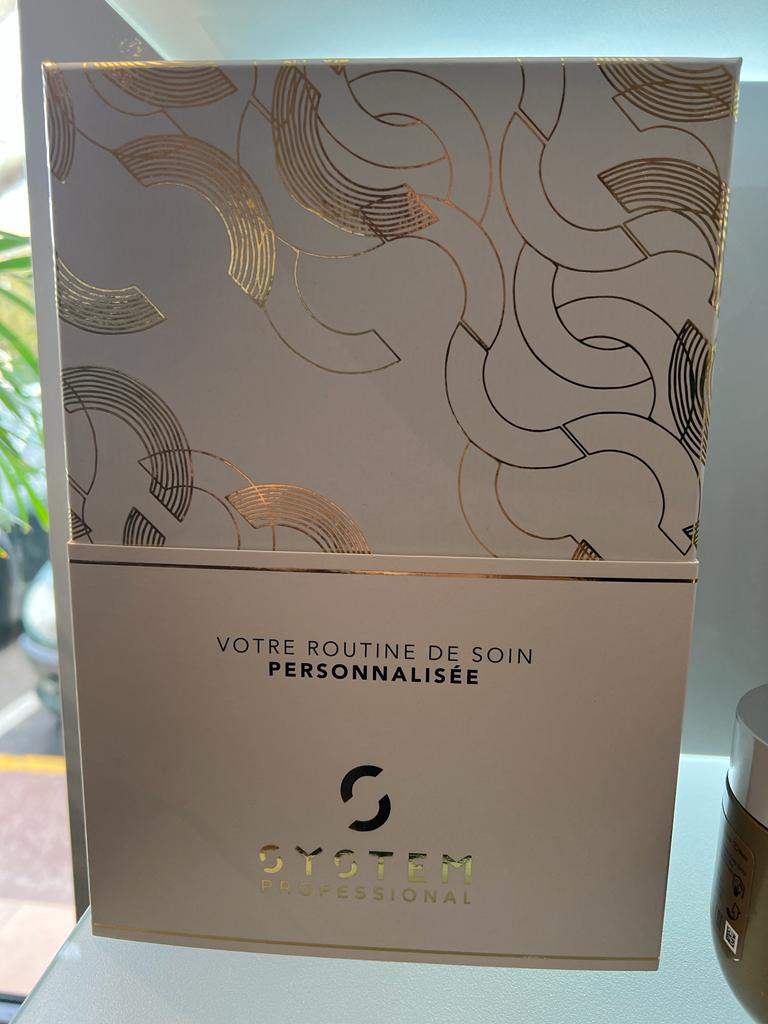 VOTRE ROUTINE DE SOIN
PERSONNALISÉE
SYSTEM
PROFESSIONAL